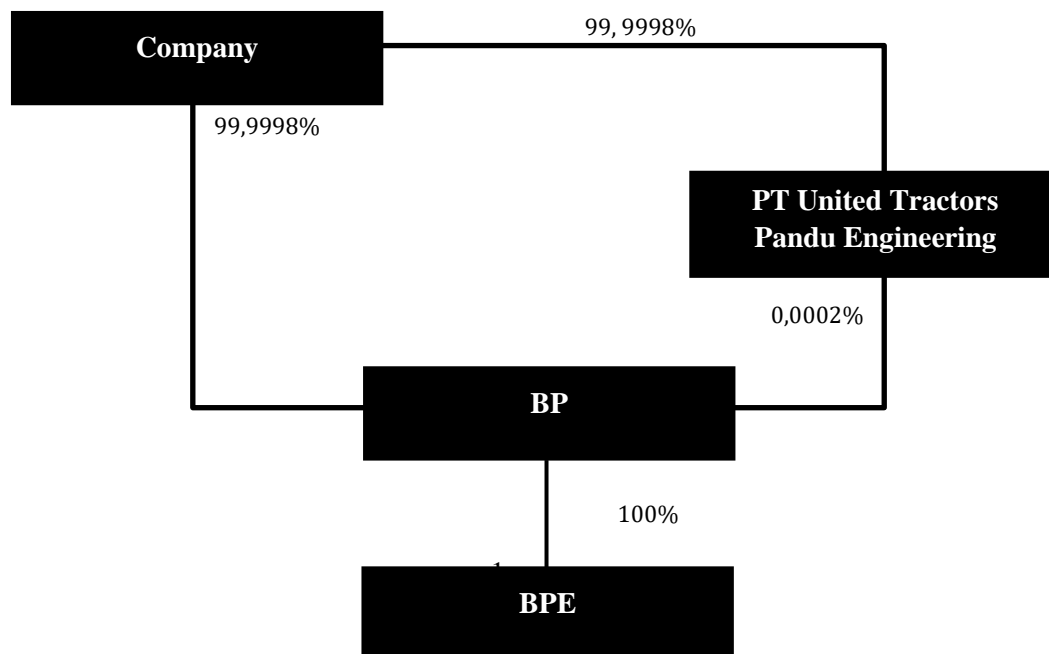 99, 9998%
Company
99,9998%
PT United Tractors
Pandu Engineering
0,0002%
BP
100%
BPE